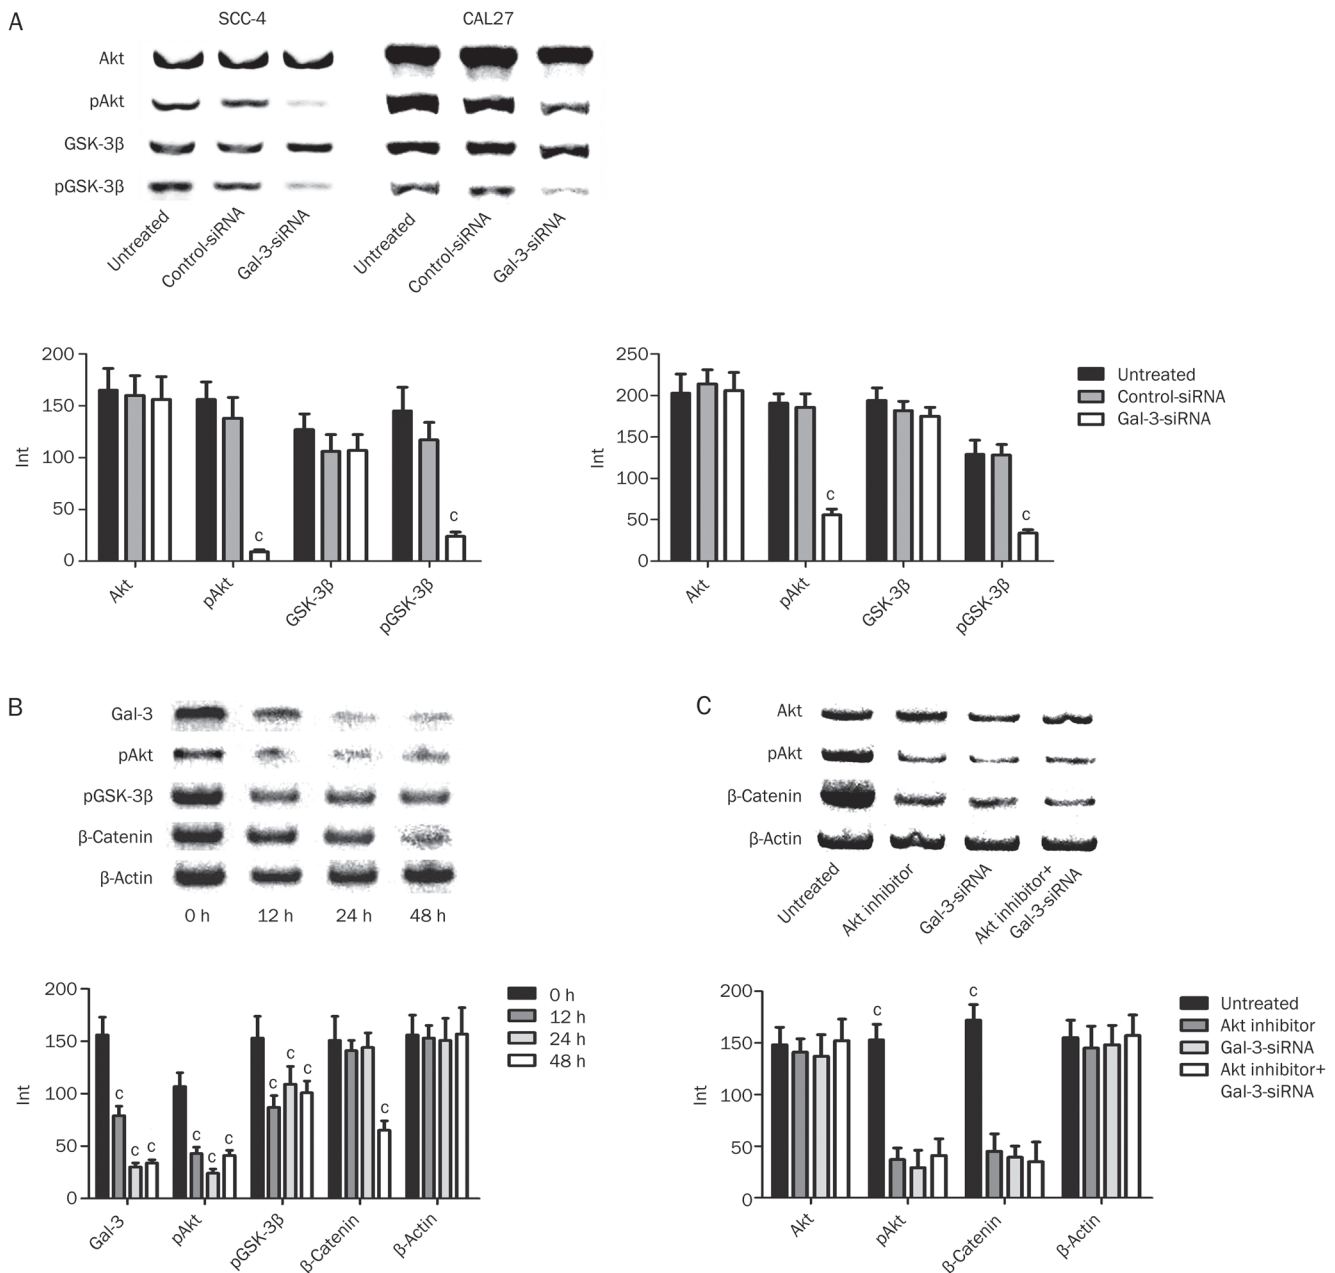 A
SCC-4
CAL27
Akt
pAkt
GSK-3β
pGSK-3β
Untreated
Control-siRNA
Gal-3-siRNA
Untreated
Control-siRNA
Gal-3-siRNA
200
150
100
50
0
Int
c
c
Akt
pAkt
GSK-3β
pGSK-3β
250
200
150
100
50
0
Int
c
c
Akt
pAkt
GSK-3β
pGSK-3β
Untreated
Control-siRNA
Gal-3-siRNA
B
Gal-3
pAkt
pGSK-3β
β-Catenin
β-Actin
0 h 12 h 24 h 48 h
200
150
100
50
0
Int
c
c
c
c
c
c
c
c
c
c
Gal-3
pAkt
pGSK-3β
β-Catenin
β-Actin
0 h
12 h
24 h
48 h
C
Akt
pAkt
β-Catenin
β-Actin
Untreated
Akt inhibitor
Gal-3-siRNA
Akt inhibitor+
Gal-3-siRNA
200
150
100
50
0
Int
c
c
Akt
pAkt
β-Catenin
β-Actin
Untreated
Akt inhibitor
Gal-3-siRNA
Akt inhibitor+
Gal-3-siRNA